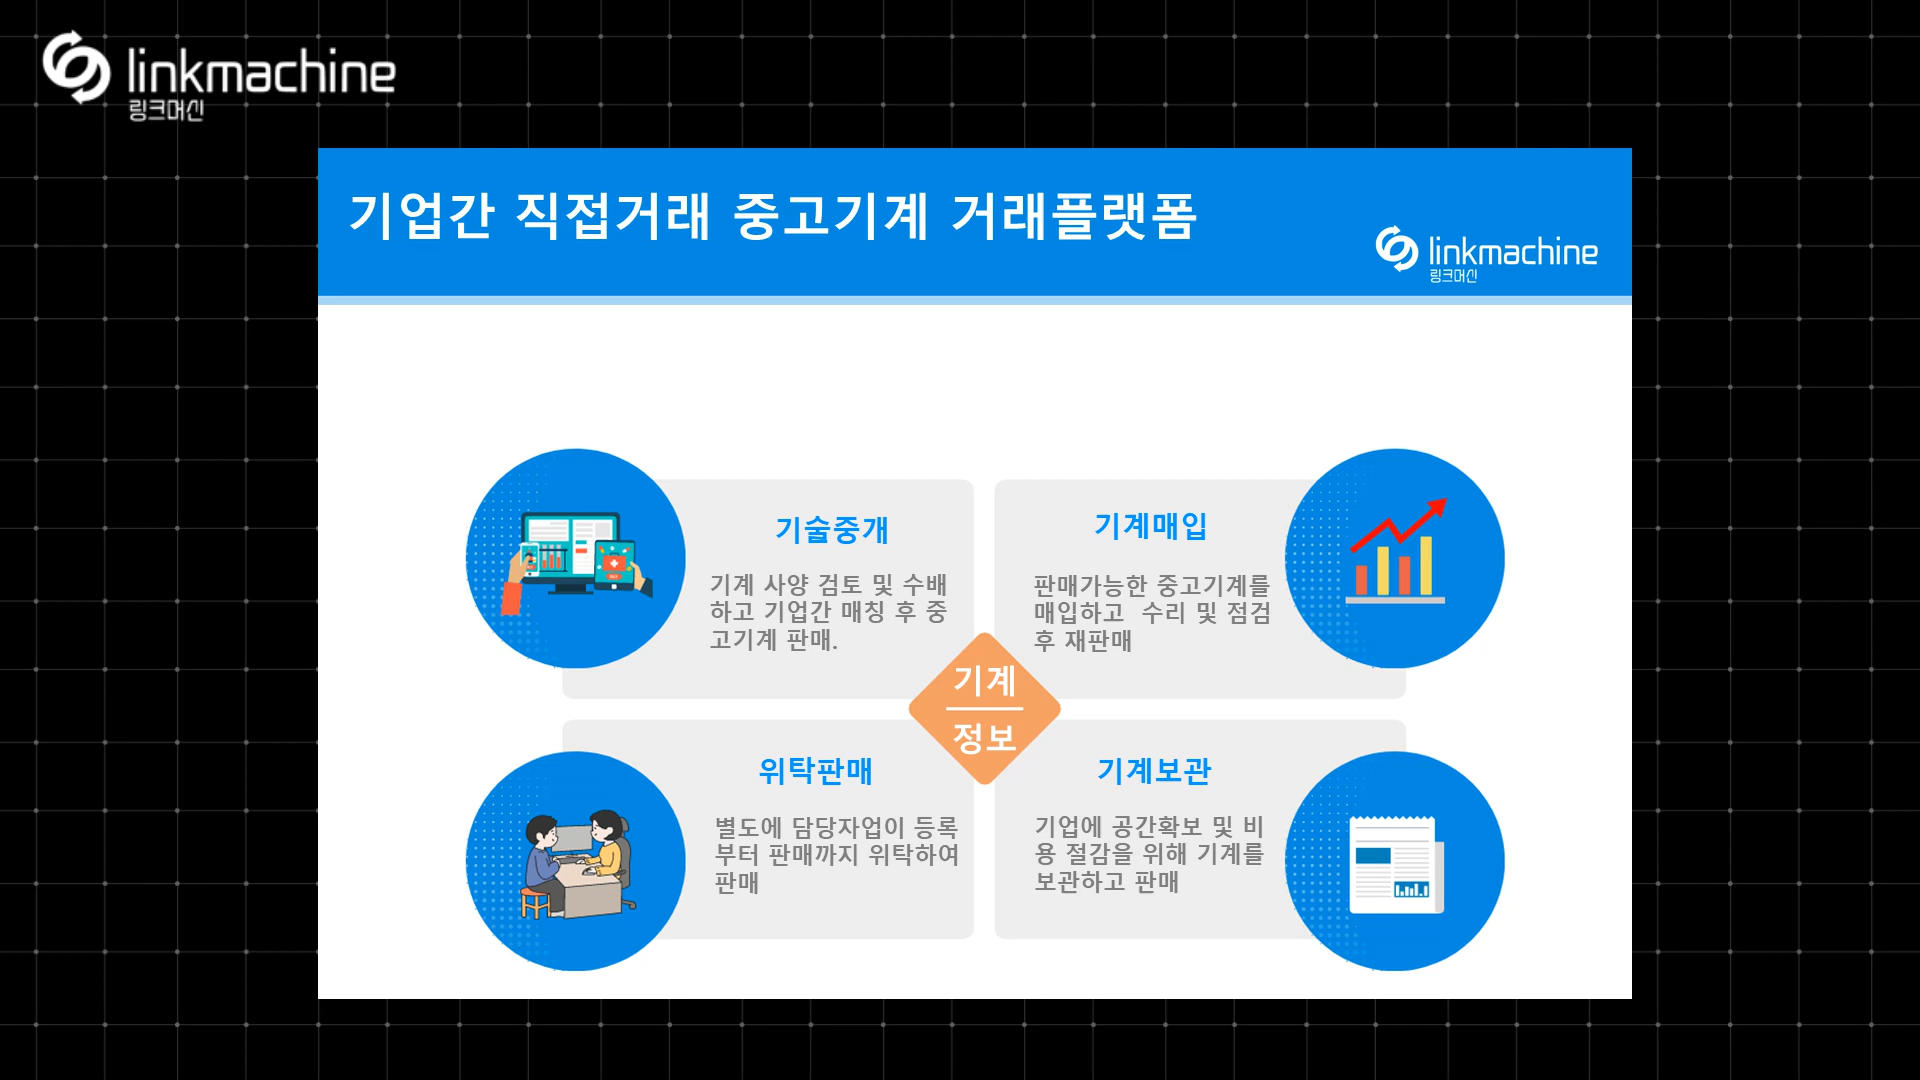 linkmachine
링크머신
기업간 직접거래 중고기계 거래플랫폼
linkmachine
링크머신
기술중개
기계 사양 검토 및 수배
하고 기업간 매칭 후 중
고기계 판매.
기계매입
판매가능한 중고기계를
매입하고 수리 및 점검
후 재판매
기계
정보
위탁판매
별도에 담당자업이 등록
부터 판매까지 위탁하여
판매
기계보관
기업에 공간확보 및 비
용 절감을 위해 기계를
보관하고 판매